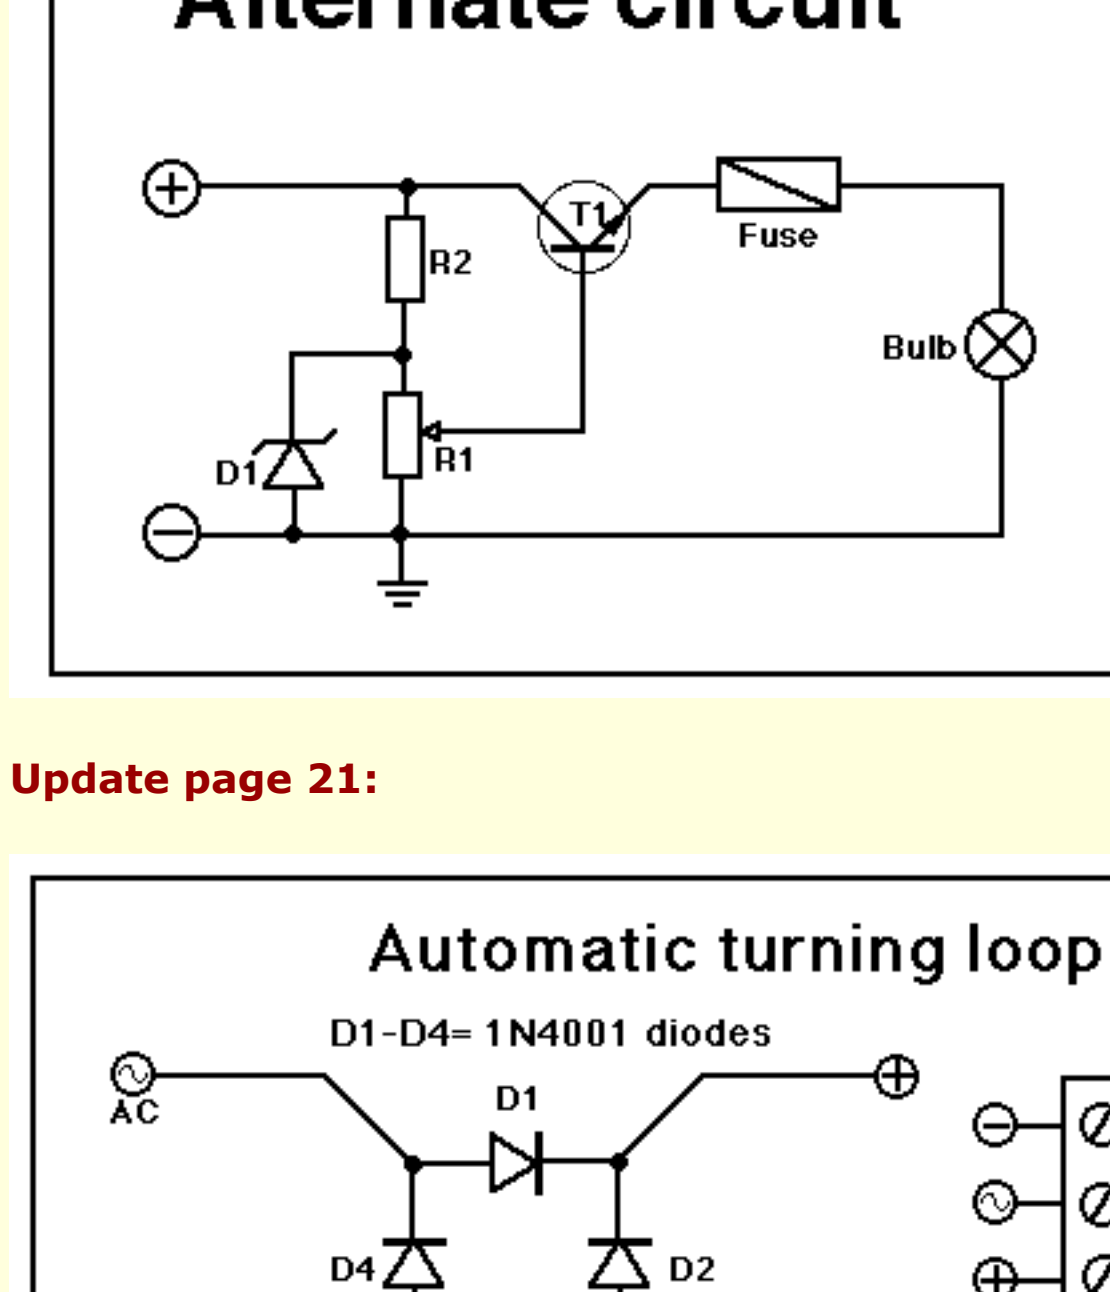 Alternate circuit
T1
R2
Fuse
Bulb
D1
R1
Update page 21:
Automatic turning loop
D1-D4= 1N4001 diodes
D1
AC
D4
D2